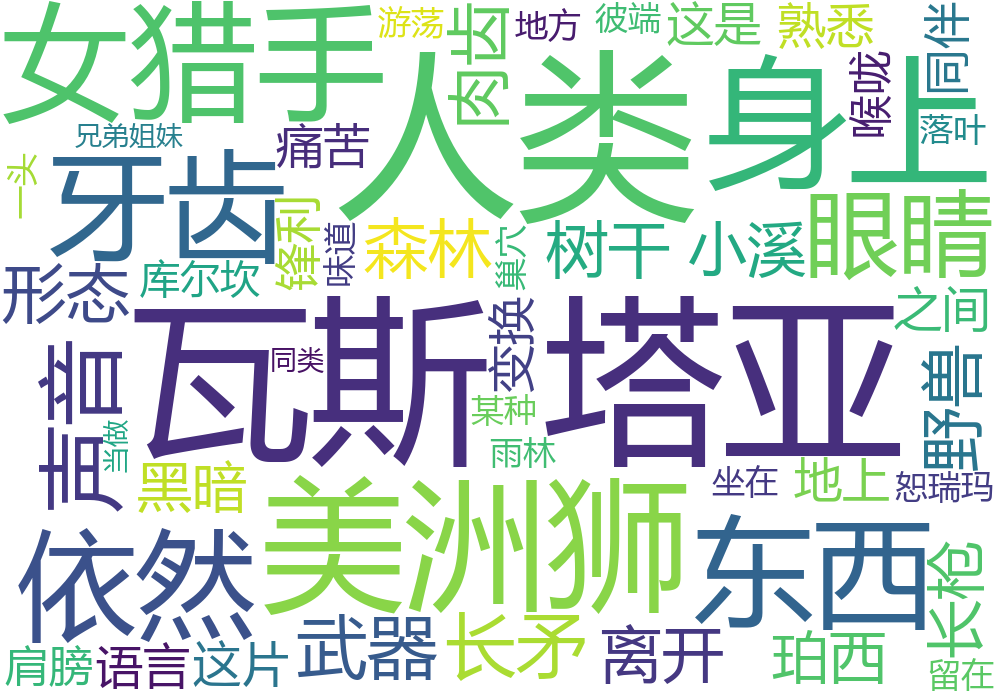 女猎手
游荡
肉齿
地方
彼端
这是
熟悉
同伴
人类
身上
喉咙
落叶
兄弟姐妹
痛苦
一头
牙齿
锋利
味道
森林
巢穴
树干
小溪
眼睛
形态
库尔坎
瓦斯塔亚
变换
之间
同类
声音
当做
某种
雨林
野兽
黑暗
美洲狮
坐在
地上
恕瑞玛
依然
东西
长枪
肩膀
语言
这片
武器
长矛
离开
珀西
留在